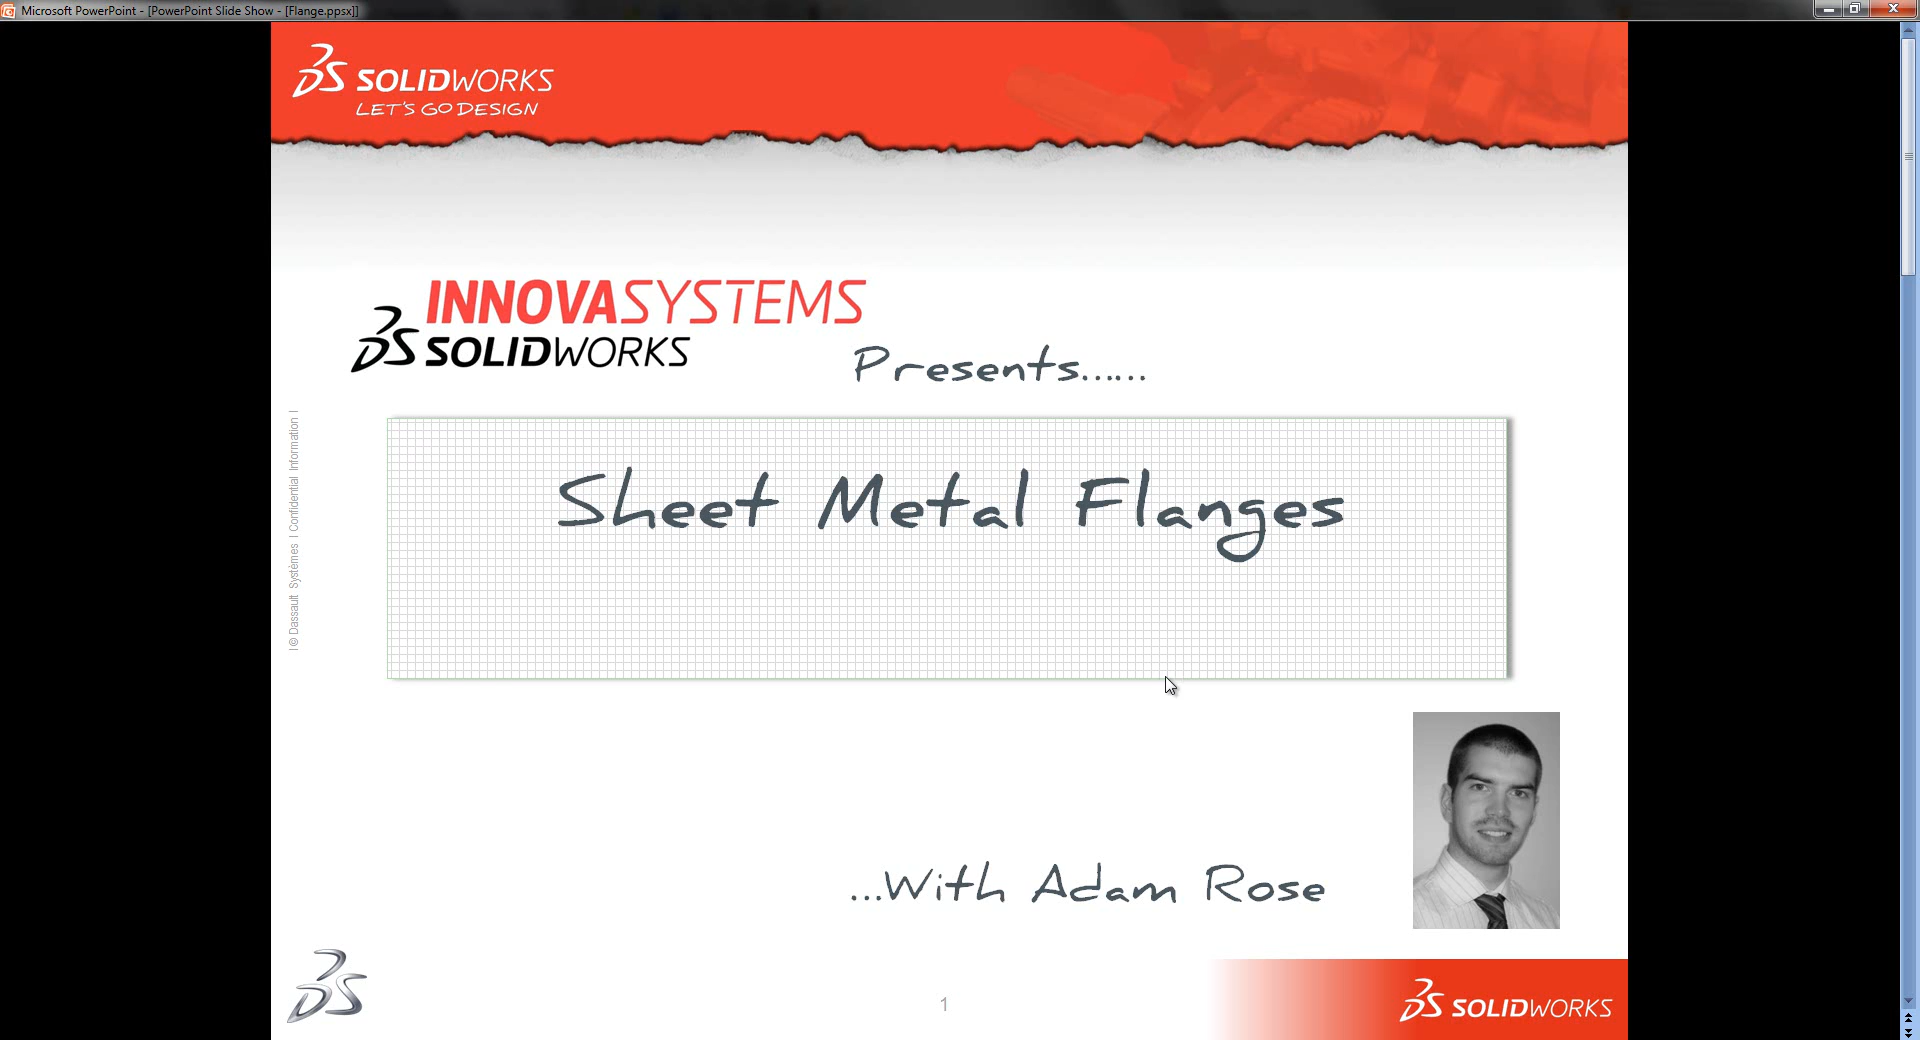 Microsoft PowerPoint - [PowerPoint Slide Show - [Flange.ppsx]]
SOLIDWORKS
LET'S GO DESIGN
INNOVASYSTEMS
SOLIDWORKS
Presents......
Sheet Metal Flanges
I © Dassault Systèmes I Confidential Information I
...With Adam Rose
1
SOLIDWORKS